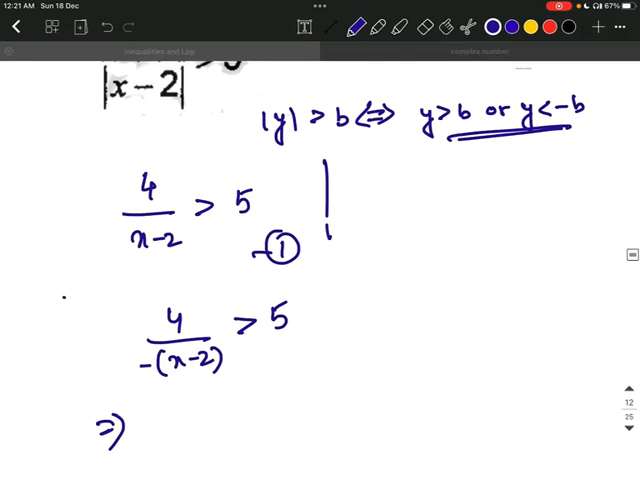 12:21 AM Sun 18 Dec
67%
T
inequalities and Lop
complex number
|x−2|
|y| > b ⇔ y > b or y < −b
4/(x−2) > 5
−①
4/−(x−2) > 5
⇒
12
25